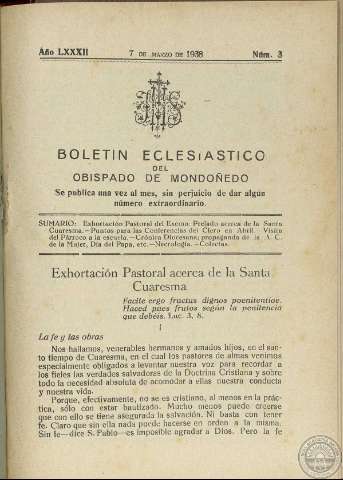 Año LXXXII 7 DE MARZO DE 1938 Núm. 3
BOLETIN ECLESIASTICO
DEL
OBISPADO DE MONDOÑEDO
Se publica una vez al mes, sin perjuicio de dar algún
número extraordinario.
SUMARIO: Exhortación Pastoral del Excmo. Prelado acerca de la Santa
Cuaresma.—Puntos para las Conferencias del Clero en Abril. Visita
del Párroco a la escuela.—Crónica Diocesana: propaganda de la A. C.
de la Mujer, Día del Papa, etc.—Necrología.—Colectas.
Exhortación Pastoral acerca de la Santa
Cuaresma
Facite ergo fructus dignos poenitentiae.
Haced pues frutos según la penitencia
que debéis. Luc. 3, 8.
I
La fe y las obras
Nos hallamos, venerables hermanos y amados hijos, en el san-
to tiempo de Cuaresma, en el cual los pastores de almas venimos
especialmente obligados a levantar nuestra voz para recordar a
los fieles las verdades salvadoras de la Doctrina Cristiana y sobre
todo la necesidad absoluta de acomodar a ellas nuestra conducta
y nuestra vida.
Porque, efectivamente, no se es cristiano, al menos en la prác-
tica, sólo con estar bautizado. Mucho menos puede creerse
que con ello se tiene asegurada la salvación. Ni basta con tener
fe. Claro que sin ella nada puede hacerse en orden a la misma.
Sin fe—dice S. Pablo—es imposible agradar a Dios. Pero la fe